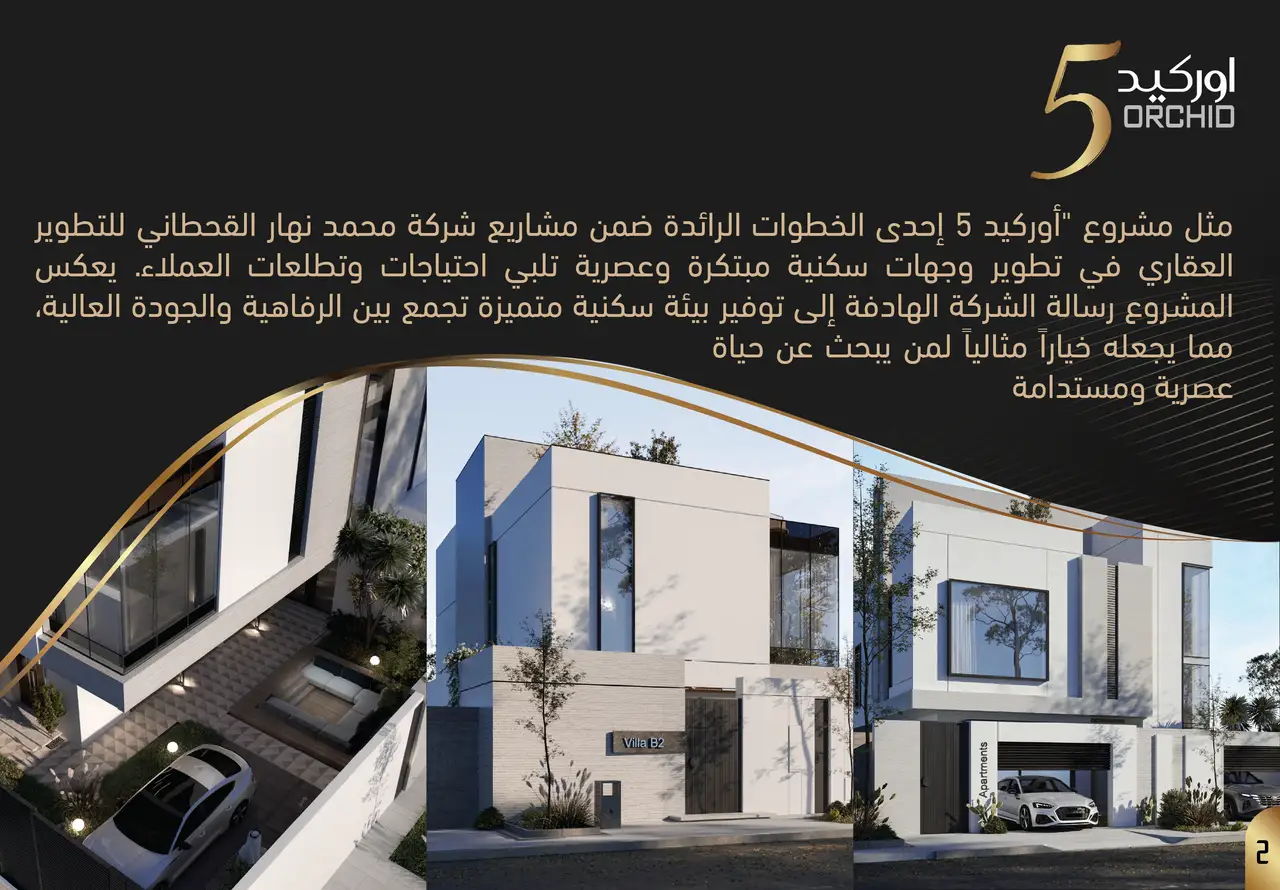 اوركيد
ORCHID
5
مثل مشروع "أوركيد 5 إحدى الخطوات الرائدة ضمن مشاريع شركة محمد نهار القحطاني للتطوير
العقاري في تطوير وجهات سكنية مبتكرة وعصرية تلبي احتياجات وتطلعات العملاء. يعكس
المشروع رسالة الشركة الهادفة إلى توفير بيئة سكنية متميزة تجمع بين الرفاهية والجودة العالية،
مما يجعله خياراً مثالياً لمن يبحث عن حياة
عصرية ومستدامة
Villa B2
Apartments
2